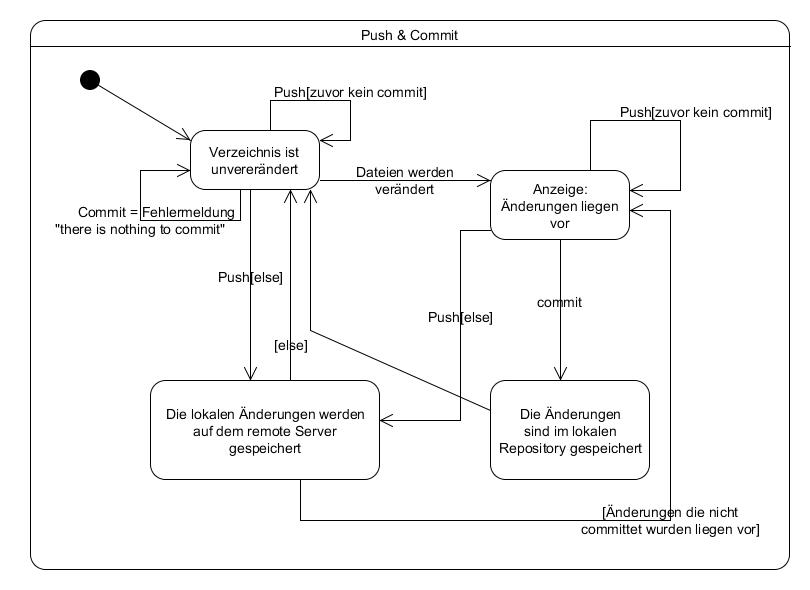 Push & Commit
Push[zuvor kein commit]
Push[zuvor kein commit]
Verzeichnis ist
unvererändert
Dateien werden
verändert
Anzeige:
Änderungen liegen
vor
Commit = Fehlermeldung
"there is nothing to commit"
Push[else]
commit
Push[else]
[else]
Die lokalen Änderungen werden
auf dem remote Server
gespeichert
Die Änderungen
sind im lokalen
Repository gespeichert
[Änderungen die nicht
committet wurden liegen vor]